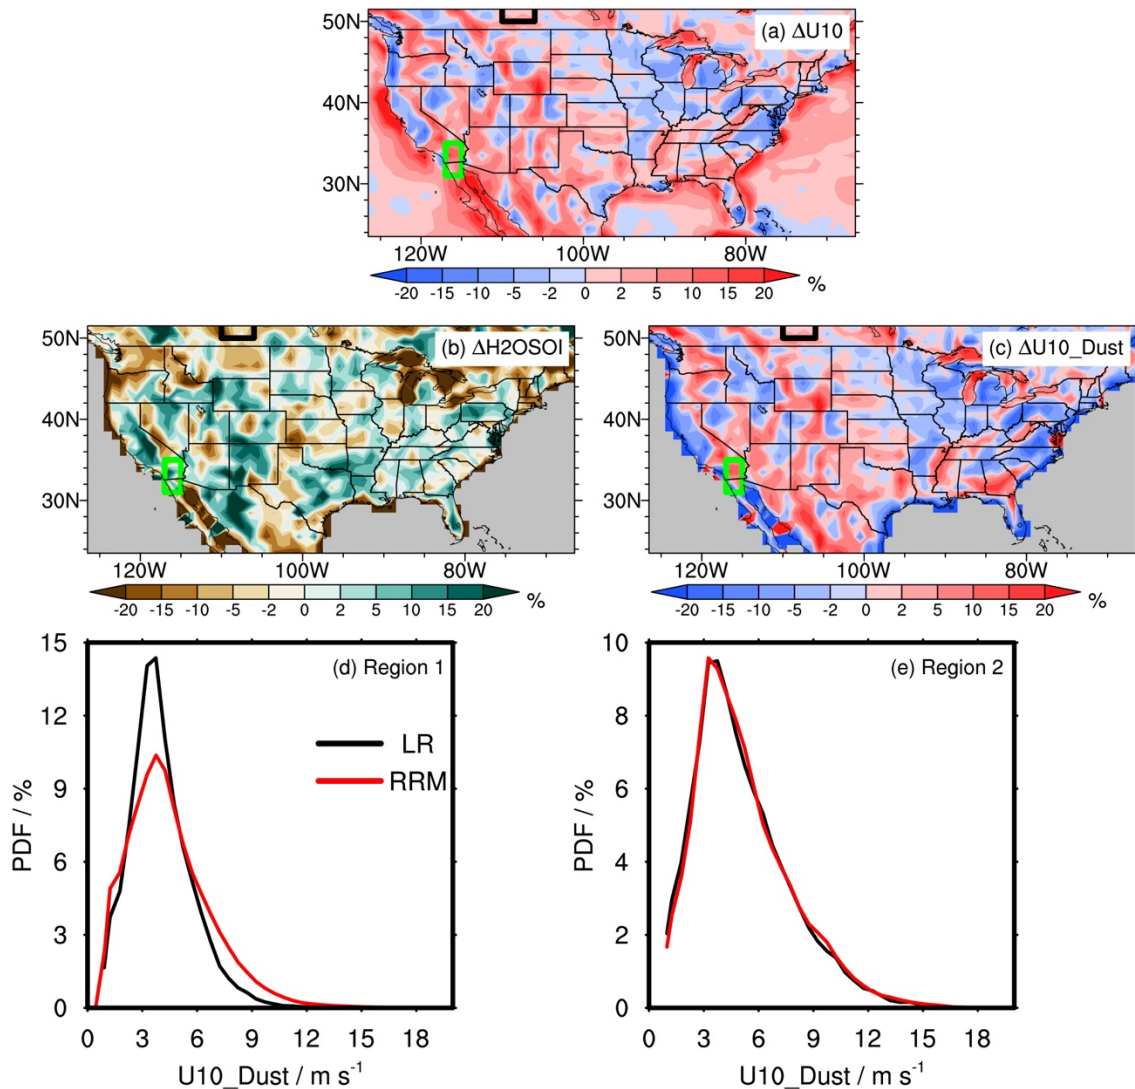 (a) ΔU10
50N
40N
30N
120W 100W 80W
-20 -15 -10 -5 -2 0 2 5 10 15 20 %
(b) ΔH2OSOI
50N
40N
30N
120W 100W 80W
-20 -15 -10 -5 -2 0 2 5 10 15 20 %
(c) ΔU10_Dust
50N
40N
30N
120W 100W 80W
-20 -15 -10 -5 -2 0 2 5 10 15 20 %
(d) Region 1
LR
RRM
15
12
9
6
3
0
PDF / %
0 3 6 9 12 15 18
U10_Dust / m s⁻¹
(e) Region 2
10
8
6
4
2
0
PDF / %
0 3 6 9 12 15 18
U10_Dust / m s⁻¹